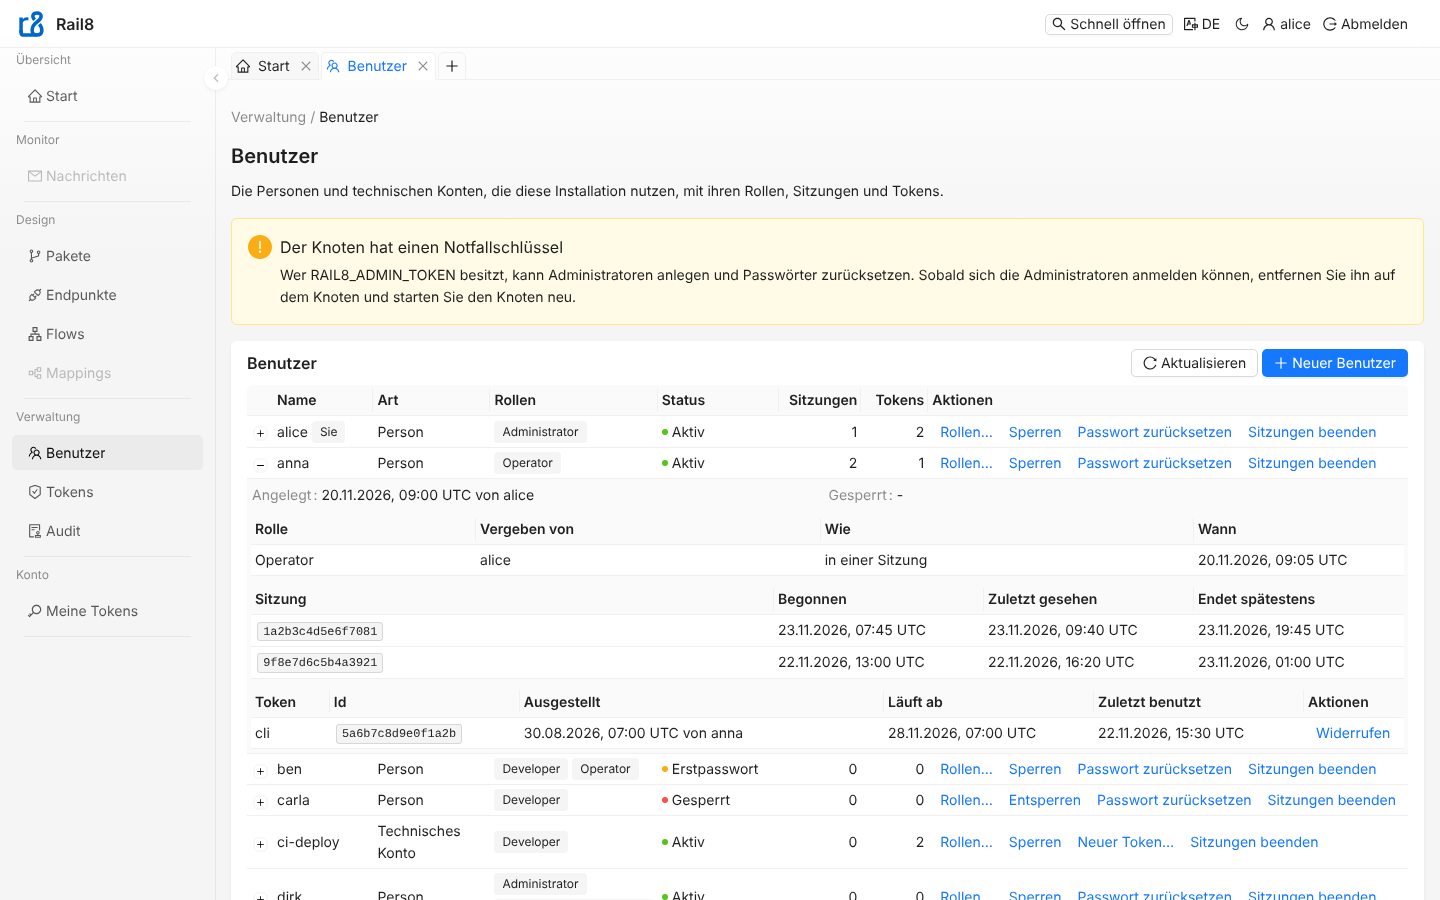 r8 Rail8
Schnell öffnen DE alice Abmelden
Übersicht
Start
Monitor
Nachrichten
Design
Pakete
Endpunkte
Flows
Mappings
Verwaltung
Benutzer
Tokens
Audit
Konto
Meine Tokens
Start Benutzer
Verwaltung / Benutzer
Benutzer
Die Personen und technischen Konten, die diese Installation nutzen, mit ihren Rollen, Sitzungen und Tokens.
Der Knoten hat einen Notfallschlüssel
Wer RAIL8_ADMIN_TOKEN besitzt, kann Administratoren anlegen und Passwörter zurücksetzen. Sobald sich die Administratoren anmelden können, entfernen Sie ihn auf
dem Knoten und starten Sie den Knoten neu.
Benutzer Aktualisieren + Neuer Benutzer
Name Art Rollen Status Sitzungen Tokens Aktionen
+ alice Sie Person Administrator Aktiv 1 2 Rollen... Sperren Passwort zurücksetzen Sitzungen beenden
− anna Person Operator Aktiv 2 1 Rollen... Sperren Passwort zurücksetzen Sitzungen beenden
Angelegt: 20.11.2026, 09:00 UTC von alice Gesperrt: -
Rolle Vergeben von Wie Wann
Operator alice in einer Sitzung 20.11.2026, 09:05 UTC
Sitzung Begonnen Zuletzt gesehen Endet spätestens
1a2b3c4d5e6f7081 23.11.2026, 07:45 UTC 23.11.2026, 09:40 UTC 23.11.2026, 19:45 UTC
9f8e7d6c5b4a3921 22.11.2026, 13:00 UTC 22.11.2026, 16:20 UTC 23.11.2026, 01:00 UTC
Token Id Ausgestellt Läuft ab Zuletzt benutzt Aktionen
cli 5a6b7c8d9e0f1a2b 30.08.2026, 07:00 UTC von anna 28.11.2026, 07:00 UTC 22.11.2026, 15:30 UTC Widerrufen
+ ben Person Developer Operator Erstpasswort 0 0 Rollen... Sperren Passwort zurücksetzen Sitzungen beenden
+ carla Person Developer Gesperrt 0 0 Rollen... Entsperren Passwort zurücksetzen Sitzungen beenden
+ ci-deploy Technisches Konto Developer Aktiv 0 2 Rollen... Sperren Neuer Token... Sitzungen beenden
+ dirk Person Administrator Aktiv 0 0 Rollen... Sperren Passwort zurücksetzen Sitzungen beenden